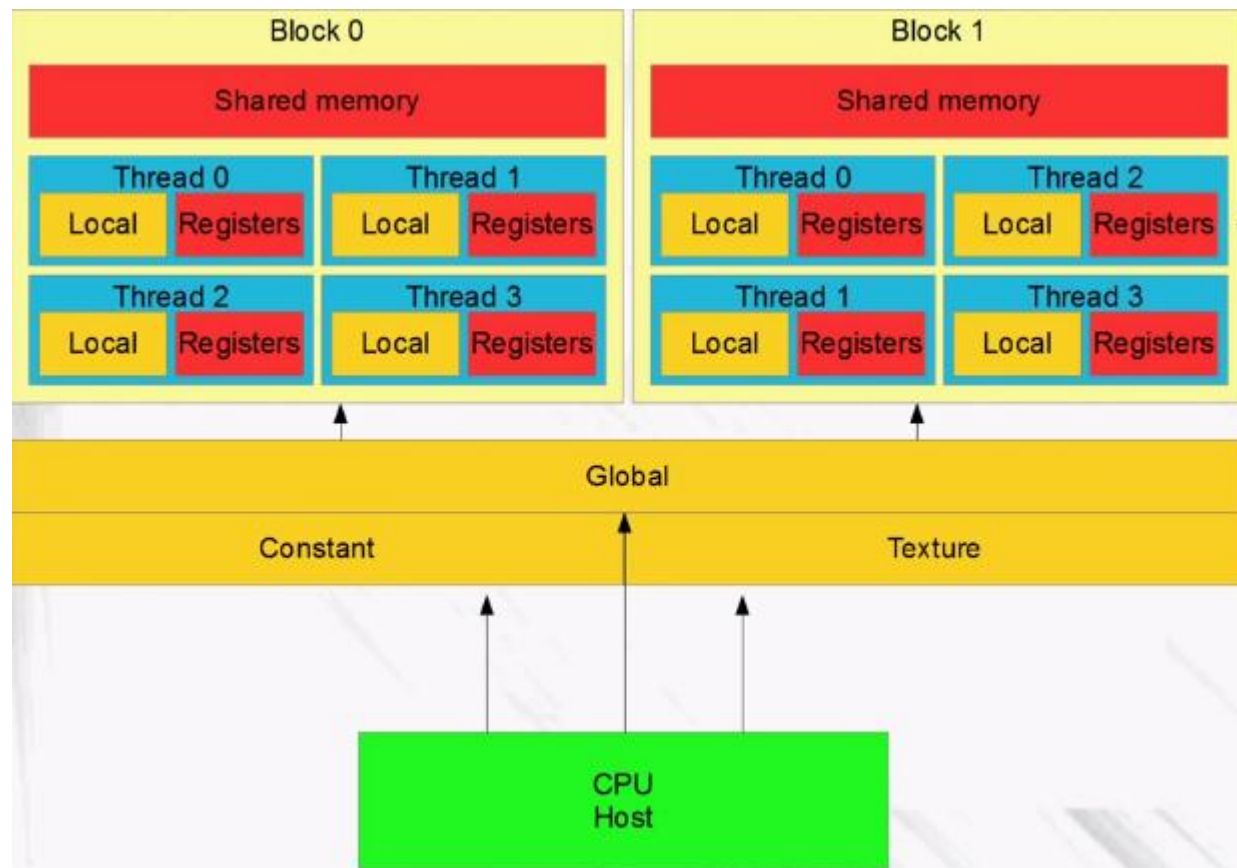 Block 0
Shared memory
Thread 0
Thread 1
Local
Registers
Local
Registers
Thread 2
Thread 3
Local
Registers
Local
Registers
Block 1
Shared memory
Thread 0
Thread 2
Local
Registers
Local
Registers
Thread 1
Thread 3
Local
Registers
Local
Registers
Global
Constant
Texture
CPU
Host